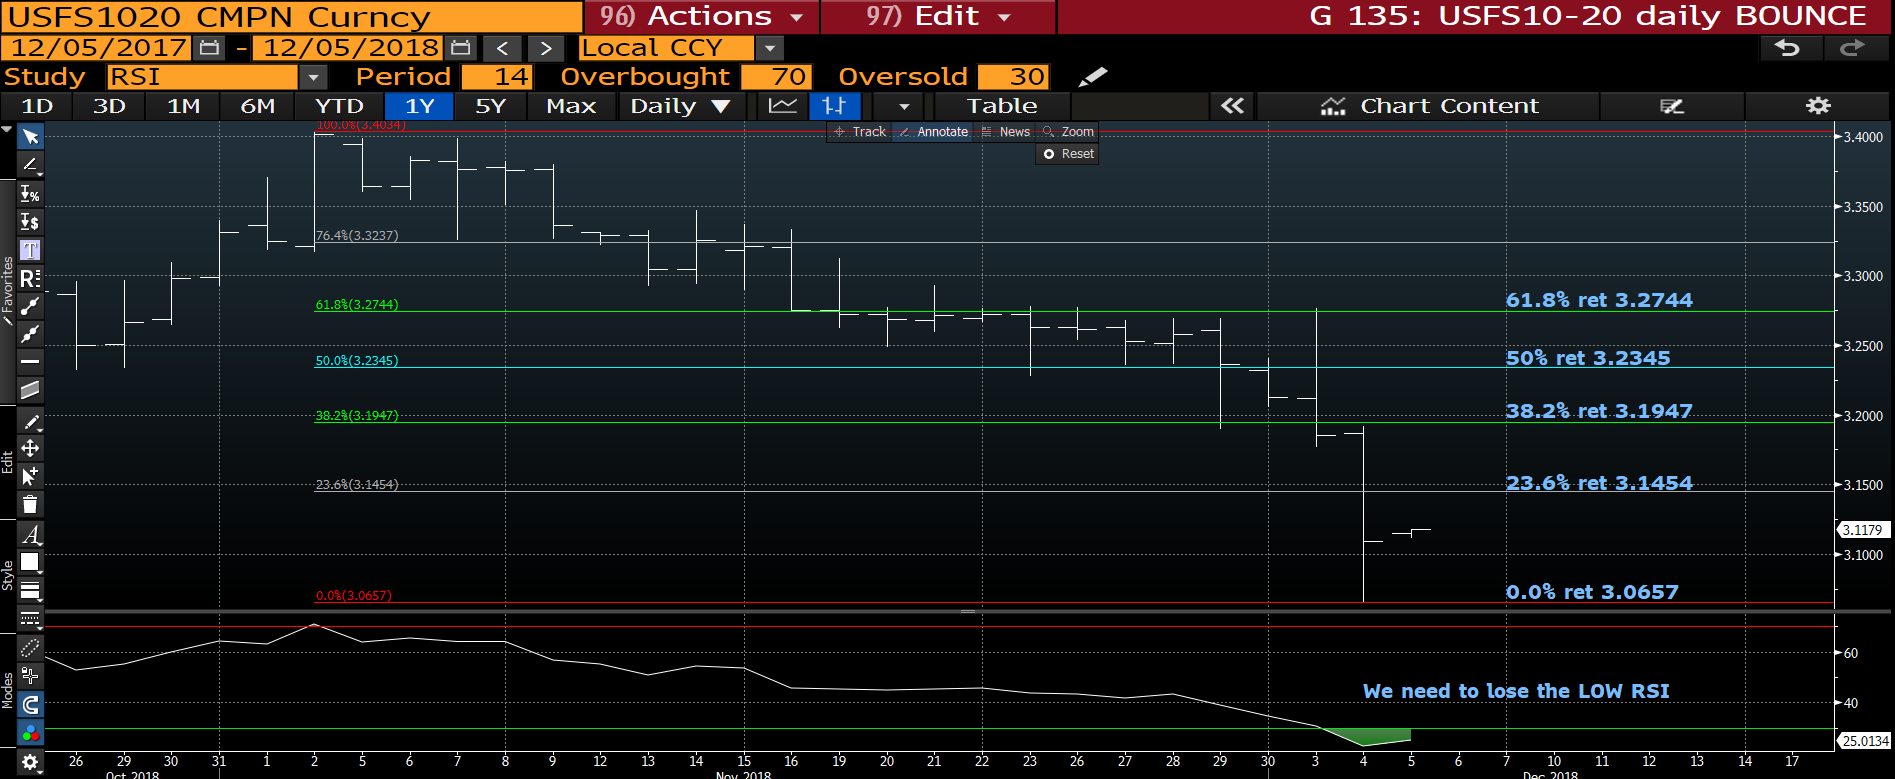 USFS1020 CMPN Curncy 96) Actions 97) Edit G 135: USFS10-20 daily BOUNCE
12/05/2017 - 12/05/2018 < > Local CCY
Study RSI Period 14 Overbought 70 Oversold 30
1D 3D 1M 6M YTD 1Y 5Y Max Daily Table Chart Content
Track Annotate News Zoom
Reset
Favorites
Edit
Style
Modes
100.0%(3.4034)
76.4%(3.3237)
61.8%(3.2744)
50.0%(3.2345)
38.2%(3.1947)
23.6%(3.1454)
0.0%(3.0657)
61.8% ret 3.2744
50% ret 3.2345
38.2% ret 3.1947
23.6% ret 3.1454
0.0% ret 3.0657
We need to lose the LOW RSI
3.4000
3.3500
3.3000
3.2500
3.2000
3.1500
3.1179
3.1000
60
40
25.0134
26 29 30 31 1 2 5 6 7 8 9 12 13 14 15 16 19 20 21 22 23 26 27 28 29 30 3 4 5 6 7 10 11 12 13 14 17
Oct 2018 Nov 2018 Dec 2018